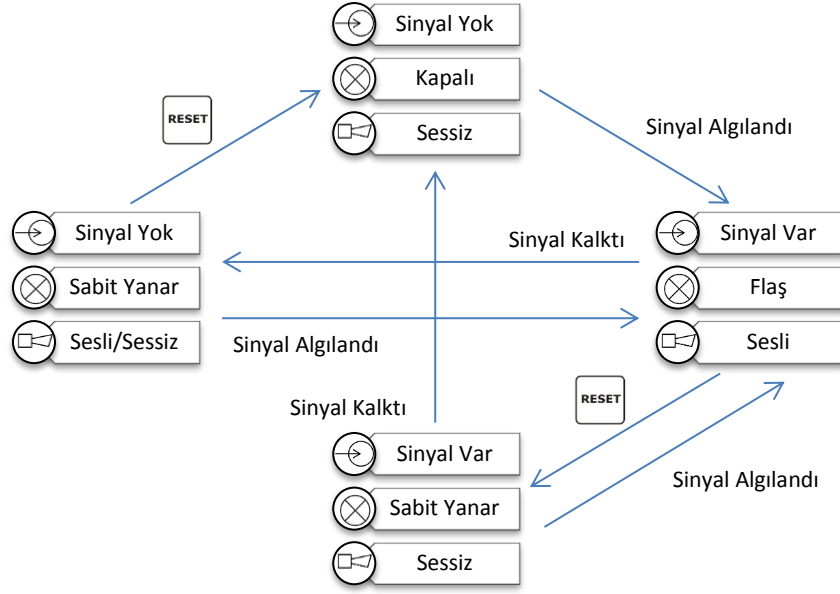 Sinyal Yok
Kapalı
Sessiz
RESET
Sinyal Algılandı
Sinyal Yok
Sabit Yanar
Sesli/Sessiz
Sinyal Kalktı
Sinyal Var
Flaş
Sesli
Sinyal Algılandı
Sinyal Kalktı
RESET
Sinyal Var
Sabit Yanar
Sessiz
Sinyal Algılandı